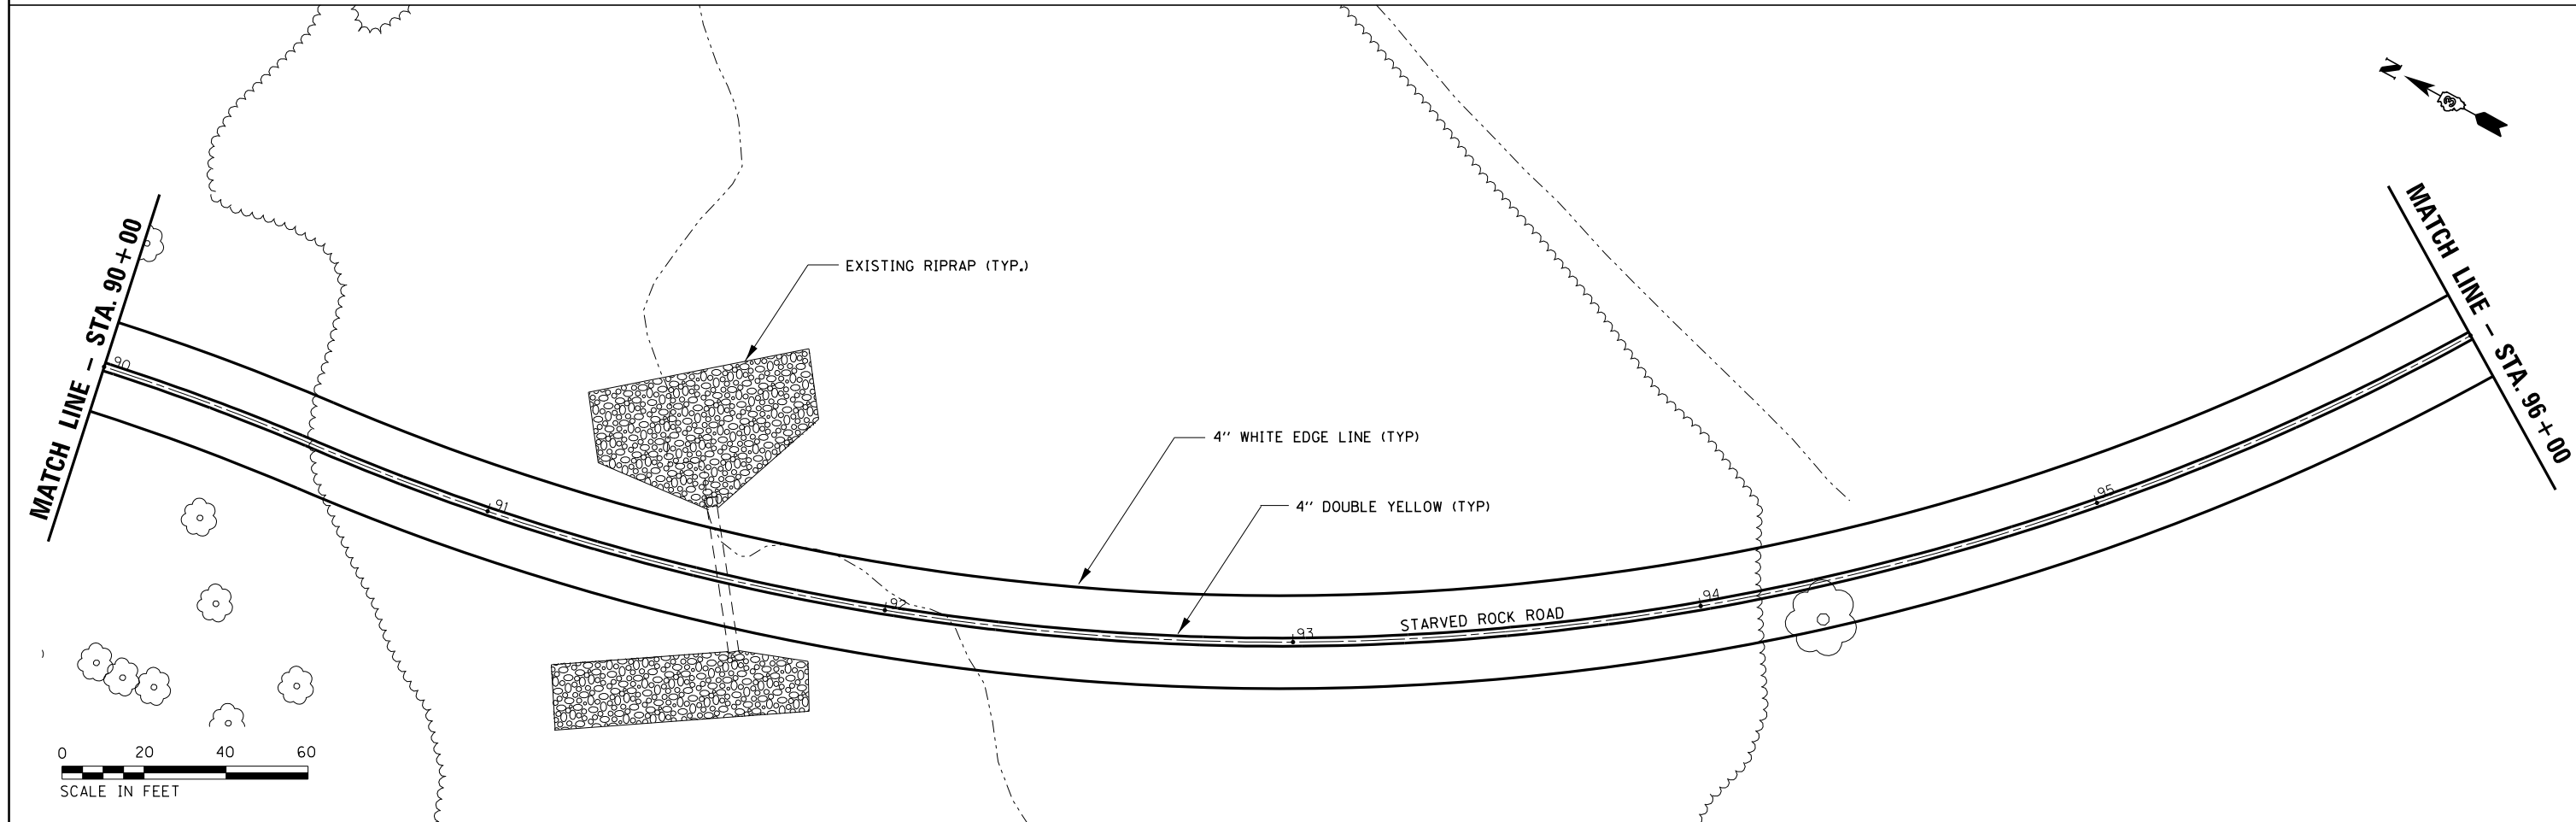 N
3
MATCH LINE - STA. 90+00
MATCH LINE - STA. 96+00
EXISTING RIPRAP (TYP.)
90
4" WHITE EDGE LINE (TYP)
91
4" DOUBLE YELLOW (TYP)
92
93
STARVED ROCK ROAD
94
95
0 20 40 60
SCALE IN FEET